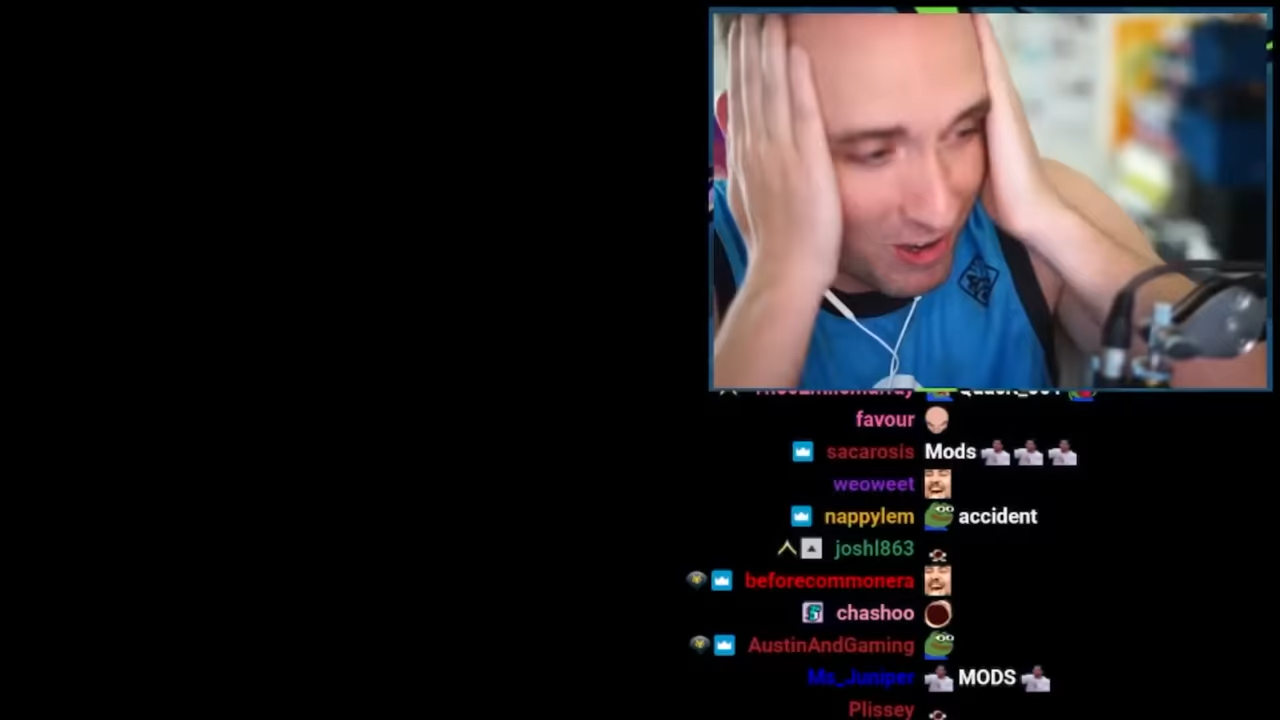 favour
sacarosis Mods
weoweet
nappylem accident
joshl863
beforecommonera
chashoo
AustinAndGaming
Ms_Juniper MODS
Plissey